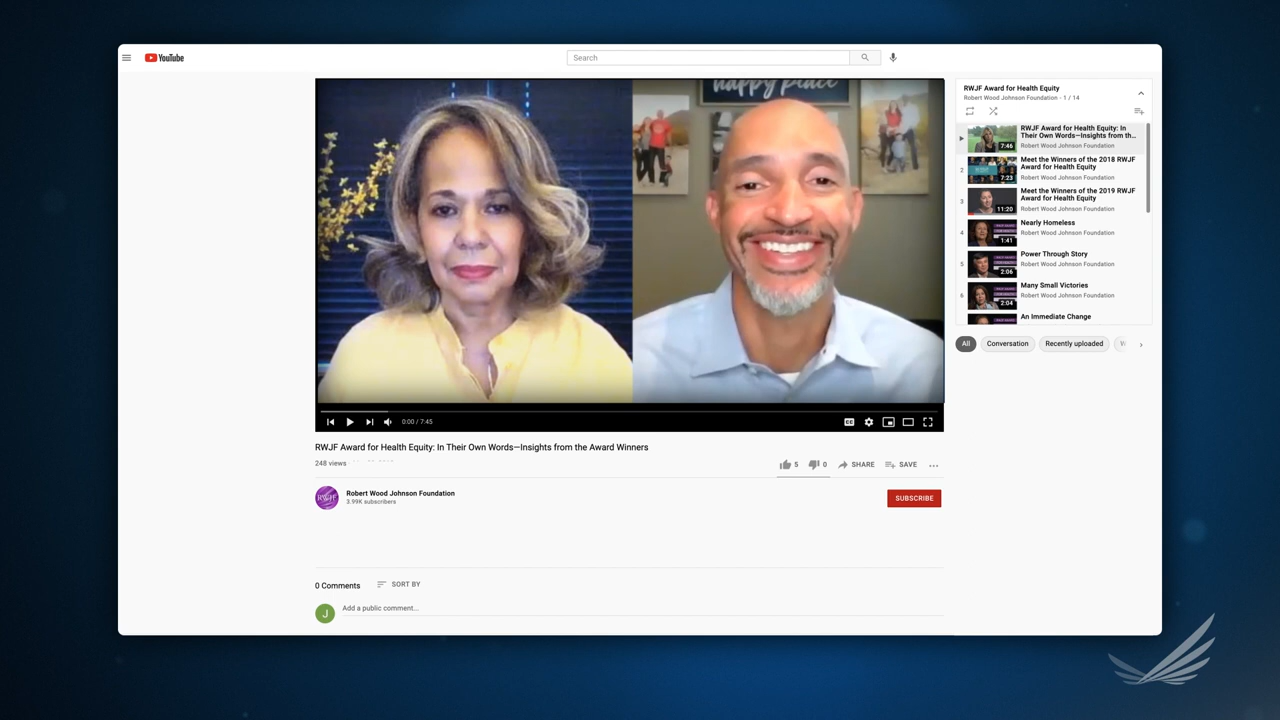 YouTube
Search
happy place
RWJF Award for Health Equity
Robert Wood Johnson Foundation - 1 / 14
RWJF Award for Health Equity: In
Their Own Words—Insights from th...
Robert Wood Johnson Foundation
7:46
2
Meet the Winners of the 2018 RWJF
Award for Health Equity
Robert Wood Johnson Foundation
7:23
3
Meet the Winners of the 2019 RWJF
Award for Health Equity
Robert Wood Johnson Foundation
11:20
4
Nearly Homeless
Robert Wood Johnson Foundation
1:41
5
Power Through Story
Robert Wood Johnson Foundation
2:06
6
Many Small Victories
Robert Wood Johnson Foundation
2:04
An Immediate Change
All
Conversation
Recently uploaded
0:00 / 7:45
CC
RWJF Award for Health Equity: In Their Own Words—Insights from the Award Winners
248 views
5
0
SHARE
SAVE
RWJF
Robert Wood Johnson Foundation
3.99K subscribers
SUBSCRIBE
0 Comments
SORT BY
J
Add a public comment...